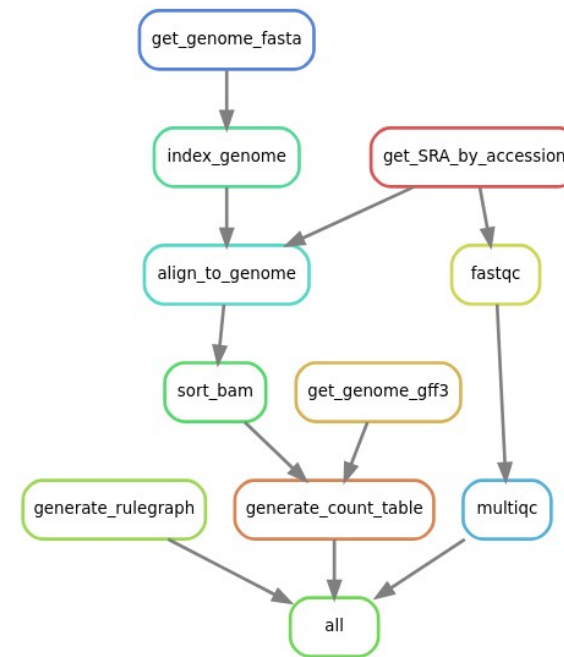 get_genome_fasta
index_genome
get_SRA_by_accession
align_to_genome
fastqc
sort_bam
get_genome_gff3
generate_rulegraph
generate_count_table
multiqc
all